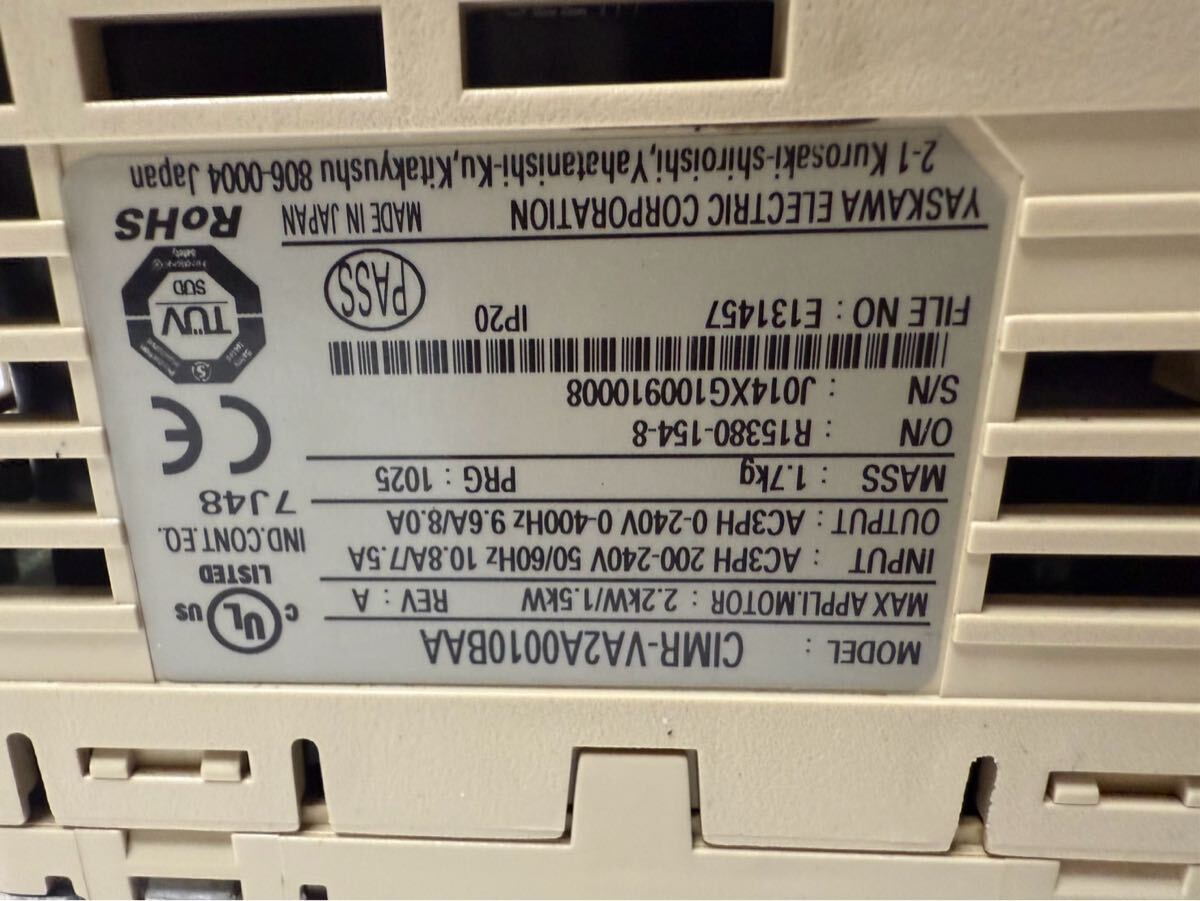 MODEL : CIMR-VA2A0010BAA
MAX APPLI.MOTOR : 2.2kW/1.5kW REV : A
INPUT : AC3PH 200-240V 50/60Hz 10.8A/7.5A
OUTPUT : AC3PH 0-240V 0-400Hz 9.6A/8.0A
MASS : 1.7kg PRG : 1025
O/N : R15380-154-8
S/N : J014XG100910008
FILE NO : E131457 IP20
PASS
YASKAWA ELECTRIC CORPORATION MADE IN JAPAN
2-1 Kurosaki-shiroishi,Yahatanishi-Ku,Kitakyushu 806-0004 Japan
C UL US
LISTED
IND.CONT.EQ.
7J48
CE
TÜV
SÜD
RoHS